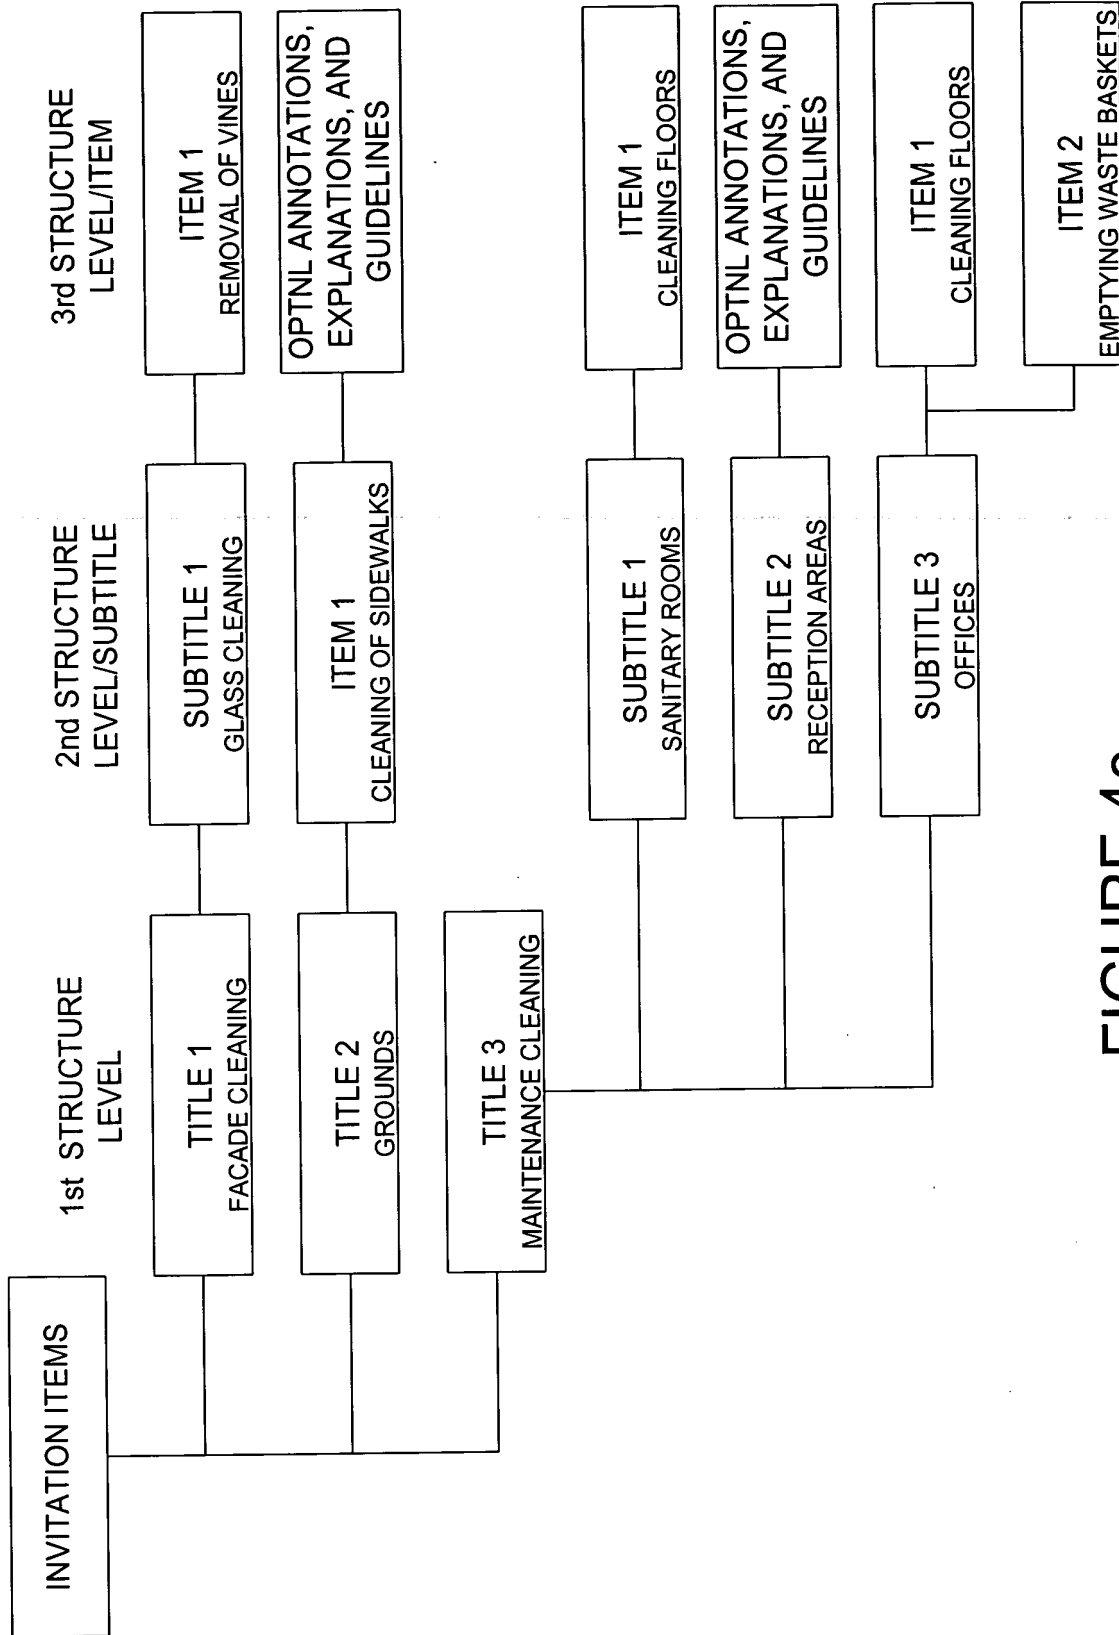 INVITATION ITEMS
1st STRUCTURE
LEVEL
2nd STRUCTURE
LEVEL/SUBTITLE
3rd STRUCTURE
LEVEL/ITEM
TITLE 1
FACADE CLEANING
SUBTITLE 1
GLASS CLEANING
ITEM 1
REMOVAL OF VINES
TITLE 2
GROUNDS
ITEM 1
CLEANING OF SIDEWALKS
OPTNL ANNOTATIONS,
EXPLANATIONS, AND
GUIDELINES
TITLE 3
MAINTENANCE CLEANING
SUBTITLE 1
SANITARY ROOMS
ITEM 1
CLEANING FLOORS
SUBTITLE 2
RECEPTION AREAS
OPTNL ANNOTATIONS,
EXPLANATIONS, AND
GUIDELINES
SUBTITLE 3
OFFICES
ITEM 1
CLEANING FLOORS
ITEM 2
EMPTYING WASTE BASKETS
FIGURE